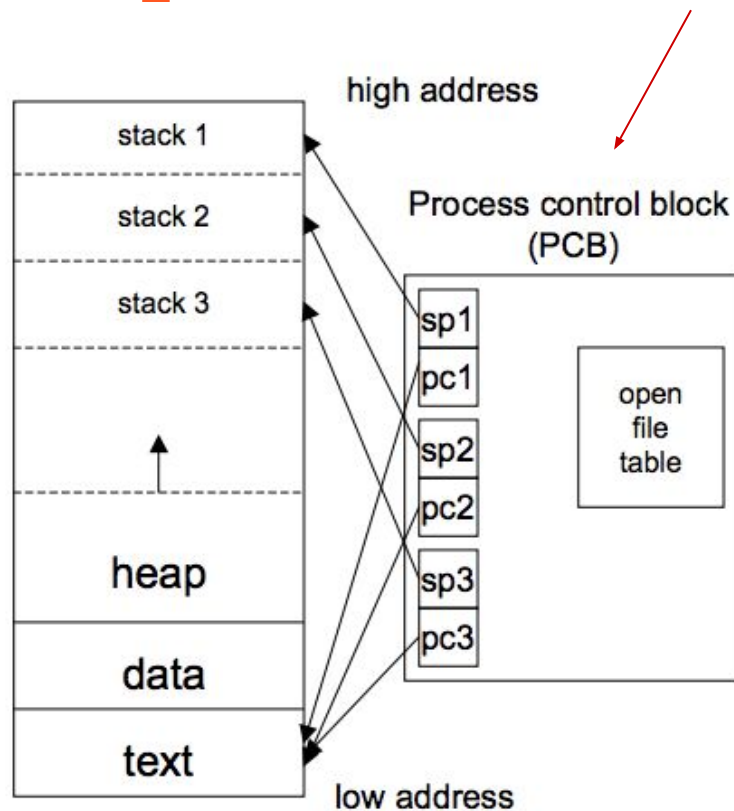 high address
stack 1
stack 2
stack 3
heap
data
text
low address
Process control block
(PCB)
sp1
pc1
sp2
pc2
sp3
pc3
open
file
table